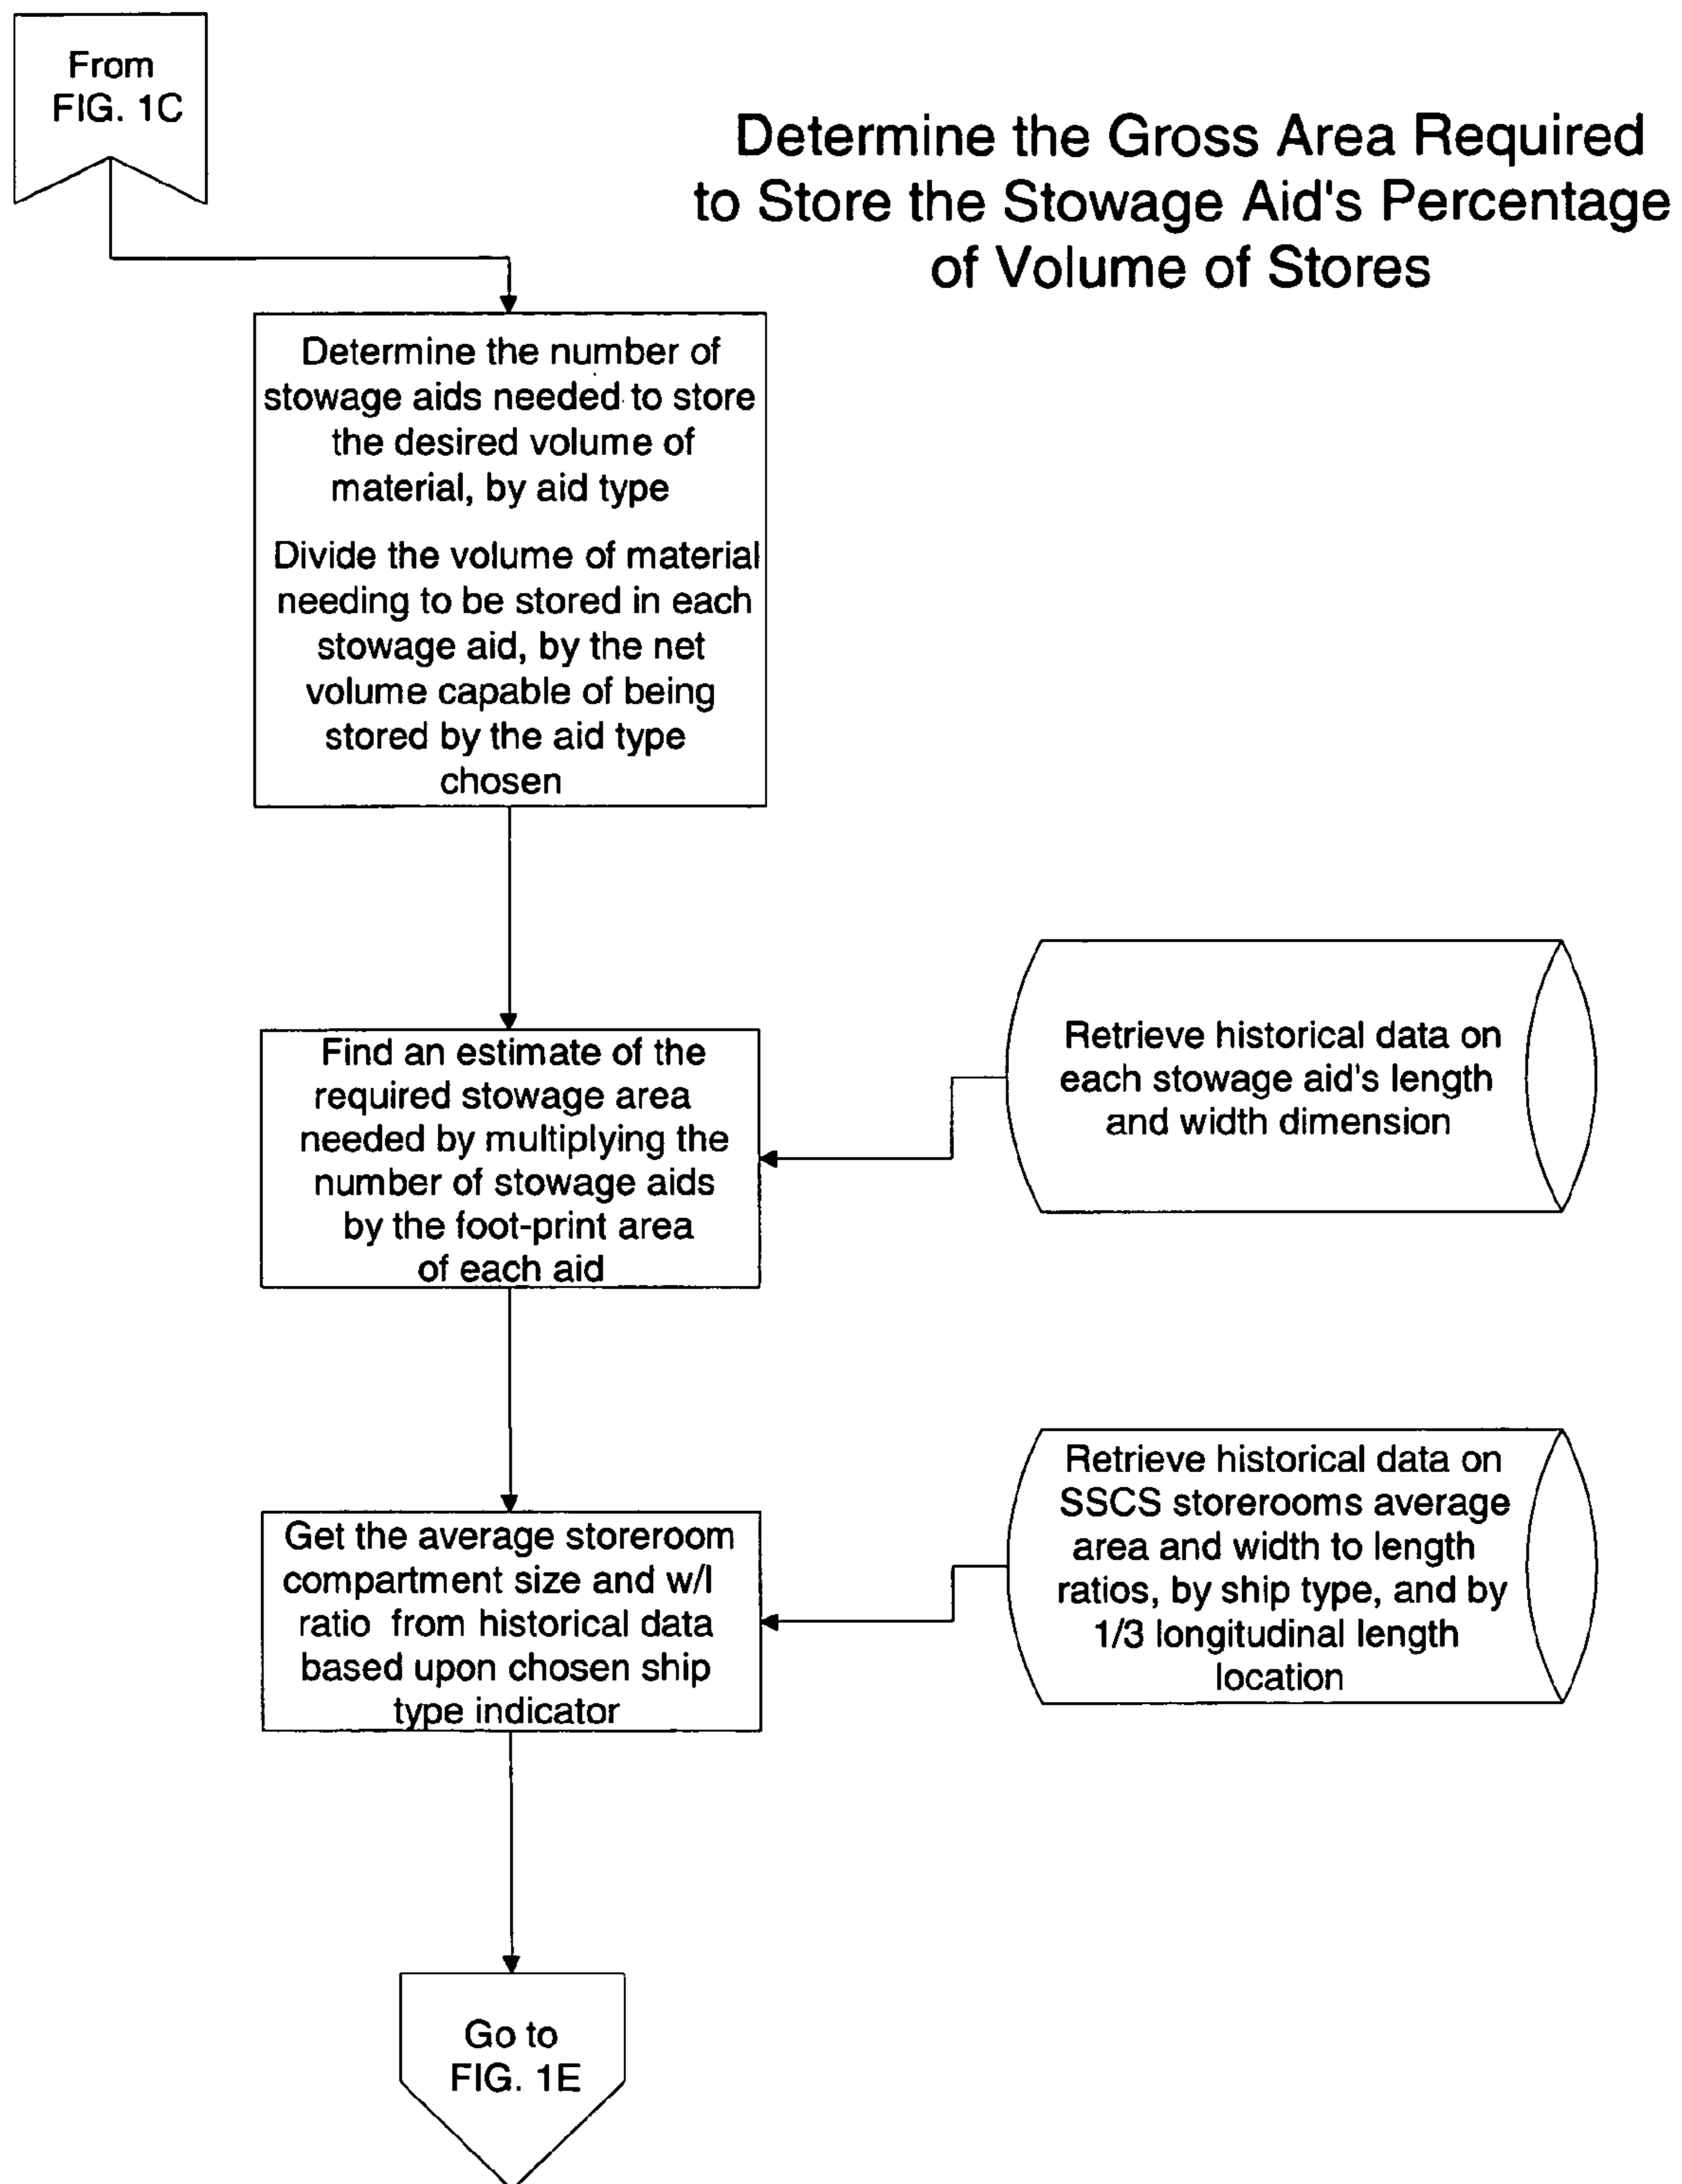 From
FIG. 1C
Determine the Gross Area Required
to Store the Stowage Aid's Percentage
of Volume of Stores
Determine the number of
stowage aids needed to store
the desired volume of
material, by aid type
Divide the volume of material
needing to be stored in each
stowage aid, by the net
volume capable of being
stored by the aid type
chosen
Find an estimate of the
required stowage area
needed by multiplying the
number of stowage aids
by the foot-print area
of each aid
Retrieve historical data on
each stowage aid's length
and width dimension
Get the average storeroom
compartment size and w/l
ratio from historical data
based upon chosen ship
type indicator
Retrieve historical data on
SSCS storerooms average
area and width to length
ratios, by ship type, and by
1/3 longitudinal length
location
Go to
FIG. 1E